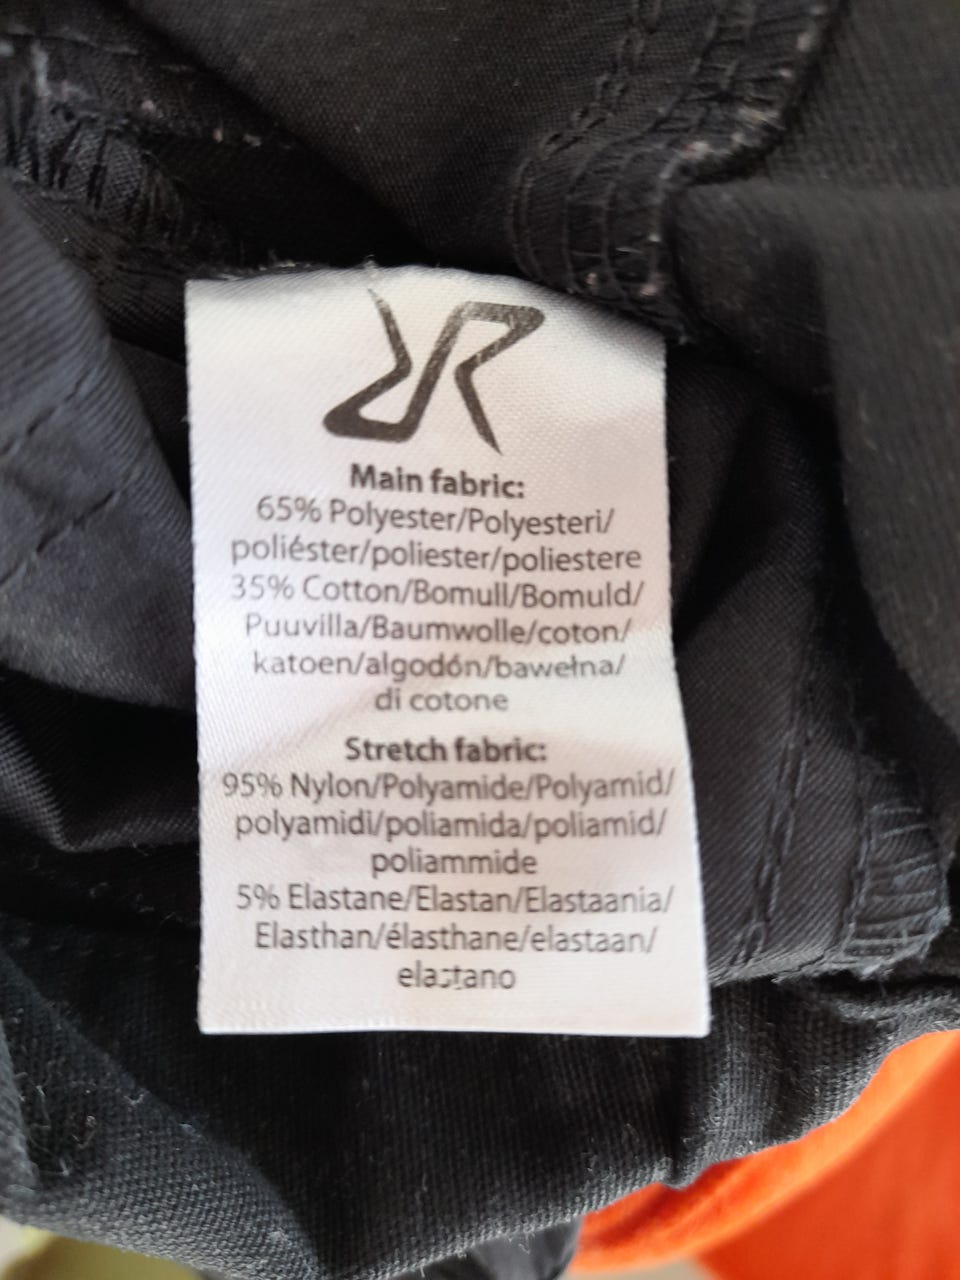 Main fabric:
65% Polyester/Polyesteri/
poliéster/poliester/poliestere
35% Cotton/Bomull/Bomuld/
Puuvilla/Baumwolle/coton/
katoen/algodón/bawełna/
di cotone
Stretch fabric:
95% Nylon/Polyamide/Polyamid/
polyamidi/poliamida/poliamid/
poliammide
5% Elastane/Elastan/Elastaania/
Elasthan/élasthane/elastaan/
elastano